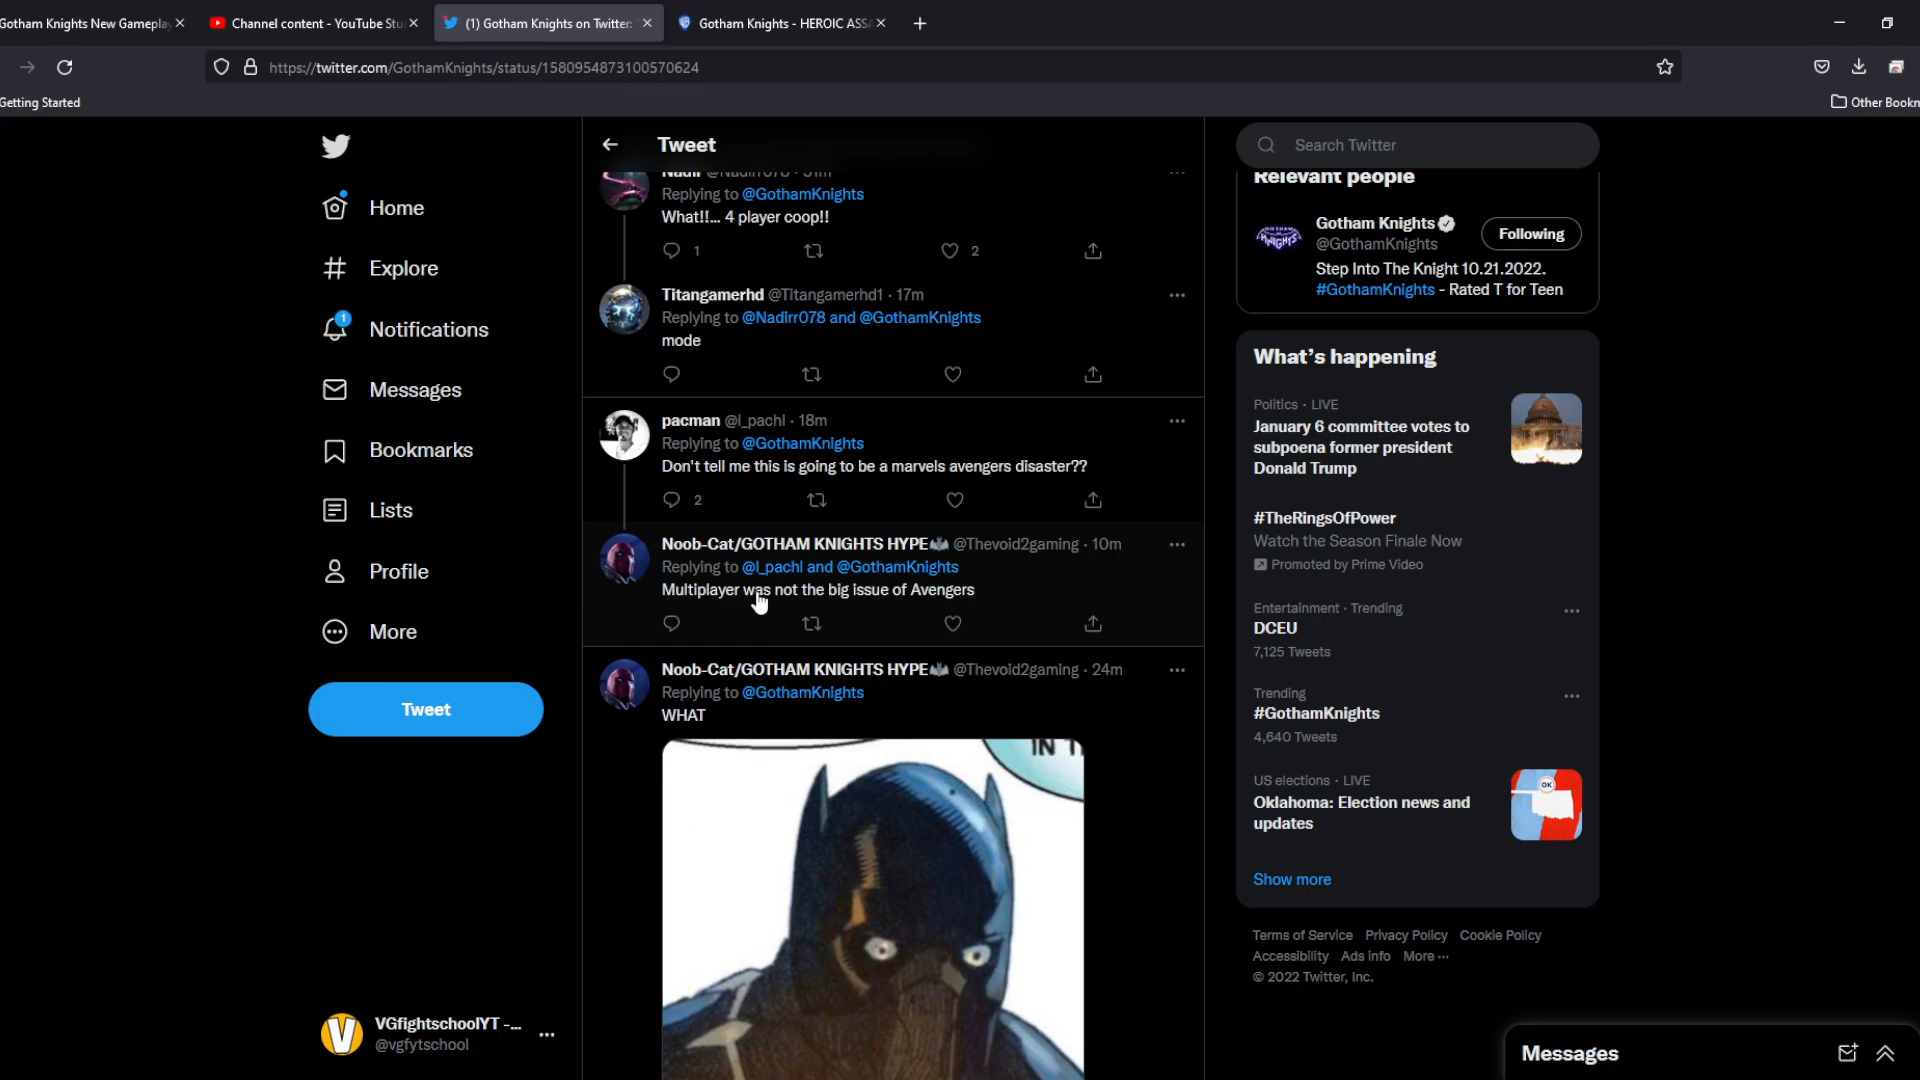 Gotham Knights New Gameplay
Channel content - YouTube Stu
(1) Gotham Knights on Twitter:
Gotham Knights - HEROIC ASSA
https://twitter.com/GothamKnights/status/1580954873100570624
Getting Started
Other Bookn
Home
Explore
1
Notifications
Messages
Bookmarks
Lists
Profile
More
Tweet
VGfightschoolYT -...
@vgfytschool
Tweet
Nadir @Nadirr078 · 31m
Replying to @GothamKnights
What!!... 4 player coop!!
1
2
Titangamerhd @Titangamerhd1 · 17m
Replying to @Nadirr078 and @GothamKnights
mode
pacman @l_pachl · 18m
Replying to @GothamKnights
Don't tell me this is going to be a marvels avengers disaster??
2
Noob-Cat/GOTHAM KNIGHTS HYPE @Thevoid2gaming · 10m
Replying to @l_pachl and @GothamKnights
Multiplayer was not the big issue of Avengers
Noob-Cat/GOTHAM KNIGHTS HYPE @Thevoid2gaming · 24m
Replying to @GothamKnights
WHAT
Search Twitter
Relevant people
Gotham Knights
@GothamKnights
Following
Step Into The Knight 10.21.2022.
#GothamKnights - Rated T for Teen
What's happening
Politics · LIVE
January 6 committee votes to
subpoena former president
Donald Trump
#TheRingsOfPower
Watch the Season Finale Now
Promoted by Prime Video
Entertainment · Trending
DCEU
7,125 Tweets
Trending
#GothamKnights
4,640 Tweets
US elections · LIVE
Oklahoma: Election news and
updates
OK
Show more
Terms of Service Privacy Policy Cookie Policy
Accessibility Ads info More ···
© 2022 Twitter, Inc.
Messages